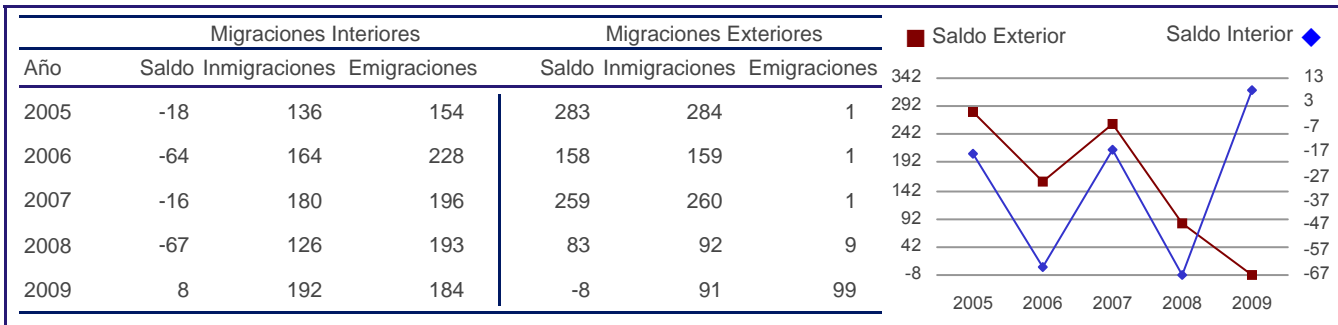 Migraciones Interiores Migraciones Exteriores
Año Saldo Inmigraciones Emigraciones Saldo Inmigraciones Emigraciones
2005 -18 136 154 283 284 1
2006 -64 164 228 158 159 1
2007 -16 180 196 259 260 1
2008 -67 126 193 83 92 9
2009 8 192 184 -8 91 99
Saldo Exterior Saldo Interior
342 13
292 3
242 -7
192 -17
142 -27
92 -37
42 -47
-8 -57
-67
2005 2006 2007 2008 2009